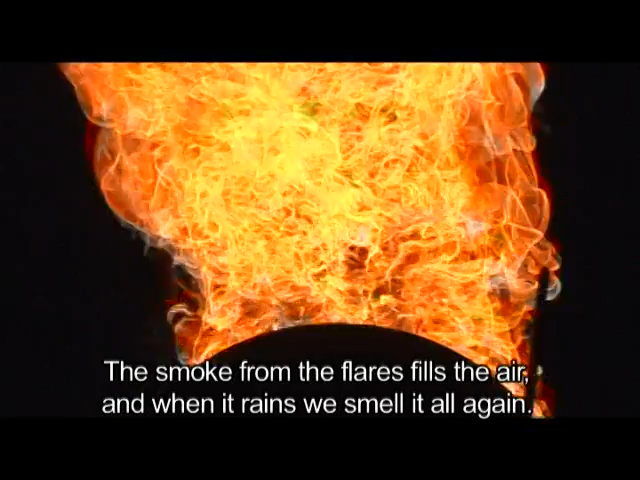 The smoke from the flares fills the air,
and when it rains we smell it all again.